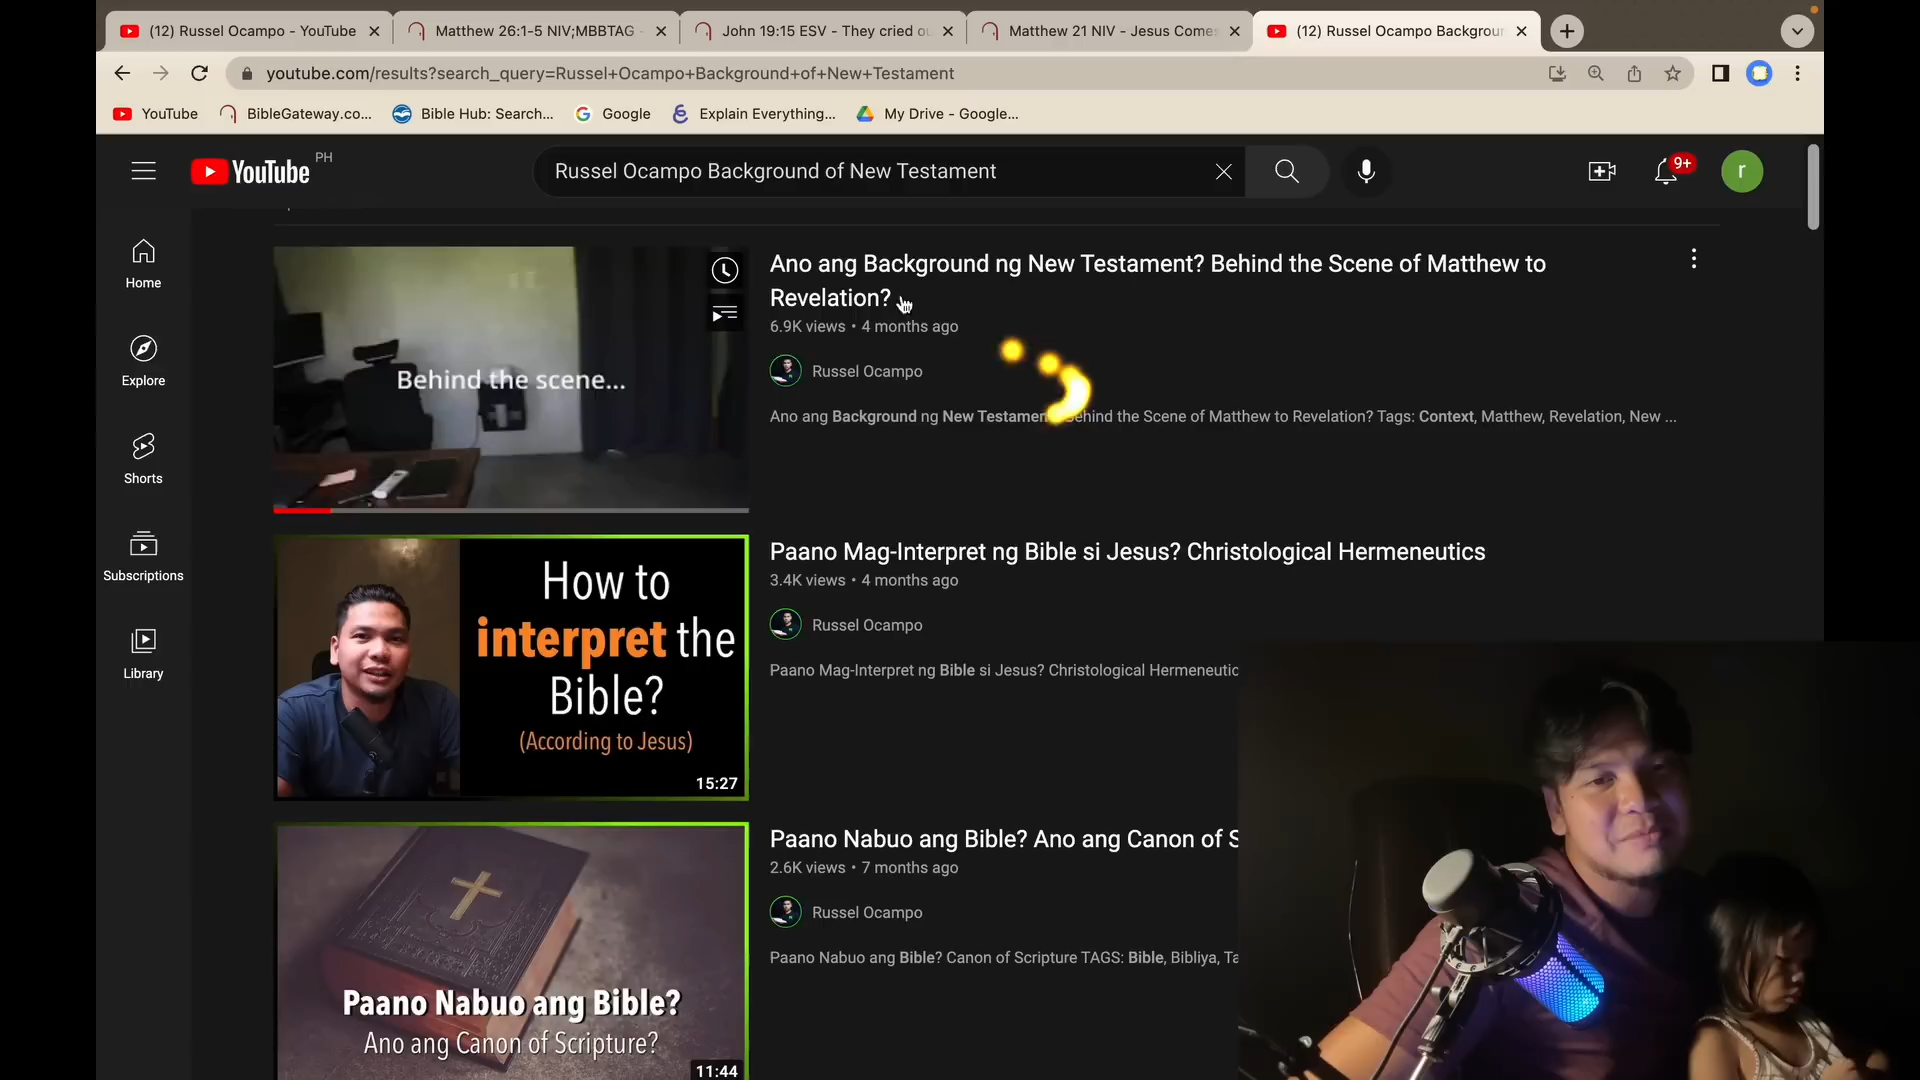 (12) Russel Ocampo - YouTube
Matthew 26:1-5 NIV;MBBTAG -
John 19:15 ESV - They cried ou
Matthew 21 NIV - Jesus Comes
(12) Russel Ocampo Backgroun
youtube.com/results?search_query=Russel+Ocampo+Background+of+New+Testament
YouTube
BibleGateway.co...
Bible Hub: Search...
Google
Explain Everything...
My Drive - Google...
YouTube PH
Russel Ocampo Background of New Testament
9+
r
Home
Explore
Shorts
Subscriptions
Library
Behind the scene...
Ano ang Background ng New Testament? Behind the Scene of Matthew to
Revelation?
6.9K views • 4 months ago
Russel Ocampo
Ano ang Background ng New Testament? Behind the Scene of Matthew to Revelation? Tags: Context, Matthew, Revelation, New ...
How to
interpret the
Bible?
(According to Jesus)
15:27
Paano Mag-Interpret ng Bible si Jesus? Christological Hermeneutics
3.4K views • 4 months ago
Russel Ocampo
Paano Mag-Interpret ng Bible si Jesus? Christological Hermeneutic
Paano Nabuo ang Bible?
Ano ang Canon of Scripture?
11:44
Paano Nabuo ang Bible? Ano ang Canon of S
2.6K views • 7 months ago
Russel Ocampo
Paano Nabuo ang Bible? Canon of Scripture TAGS: Bible, Bibliya, Ta